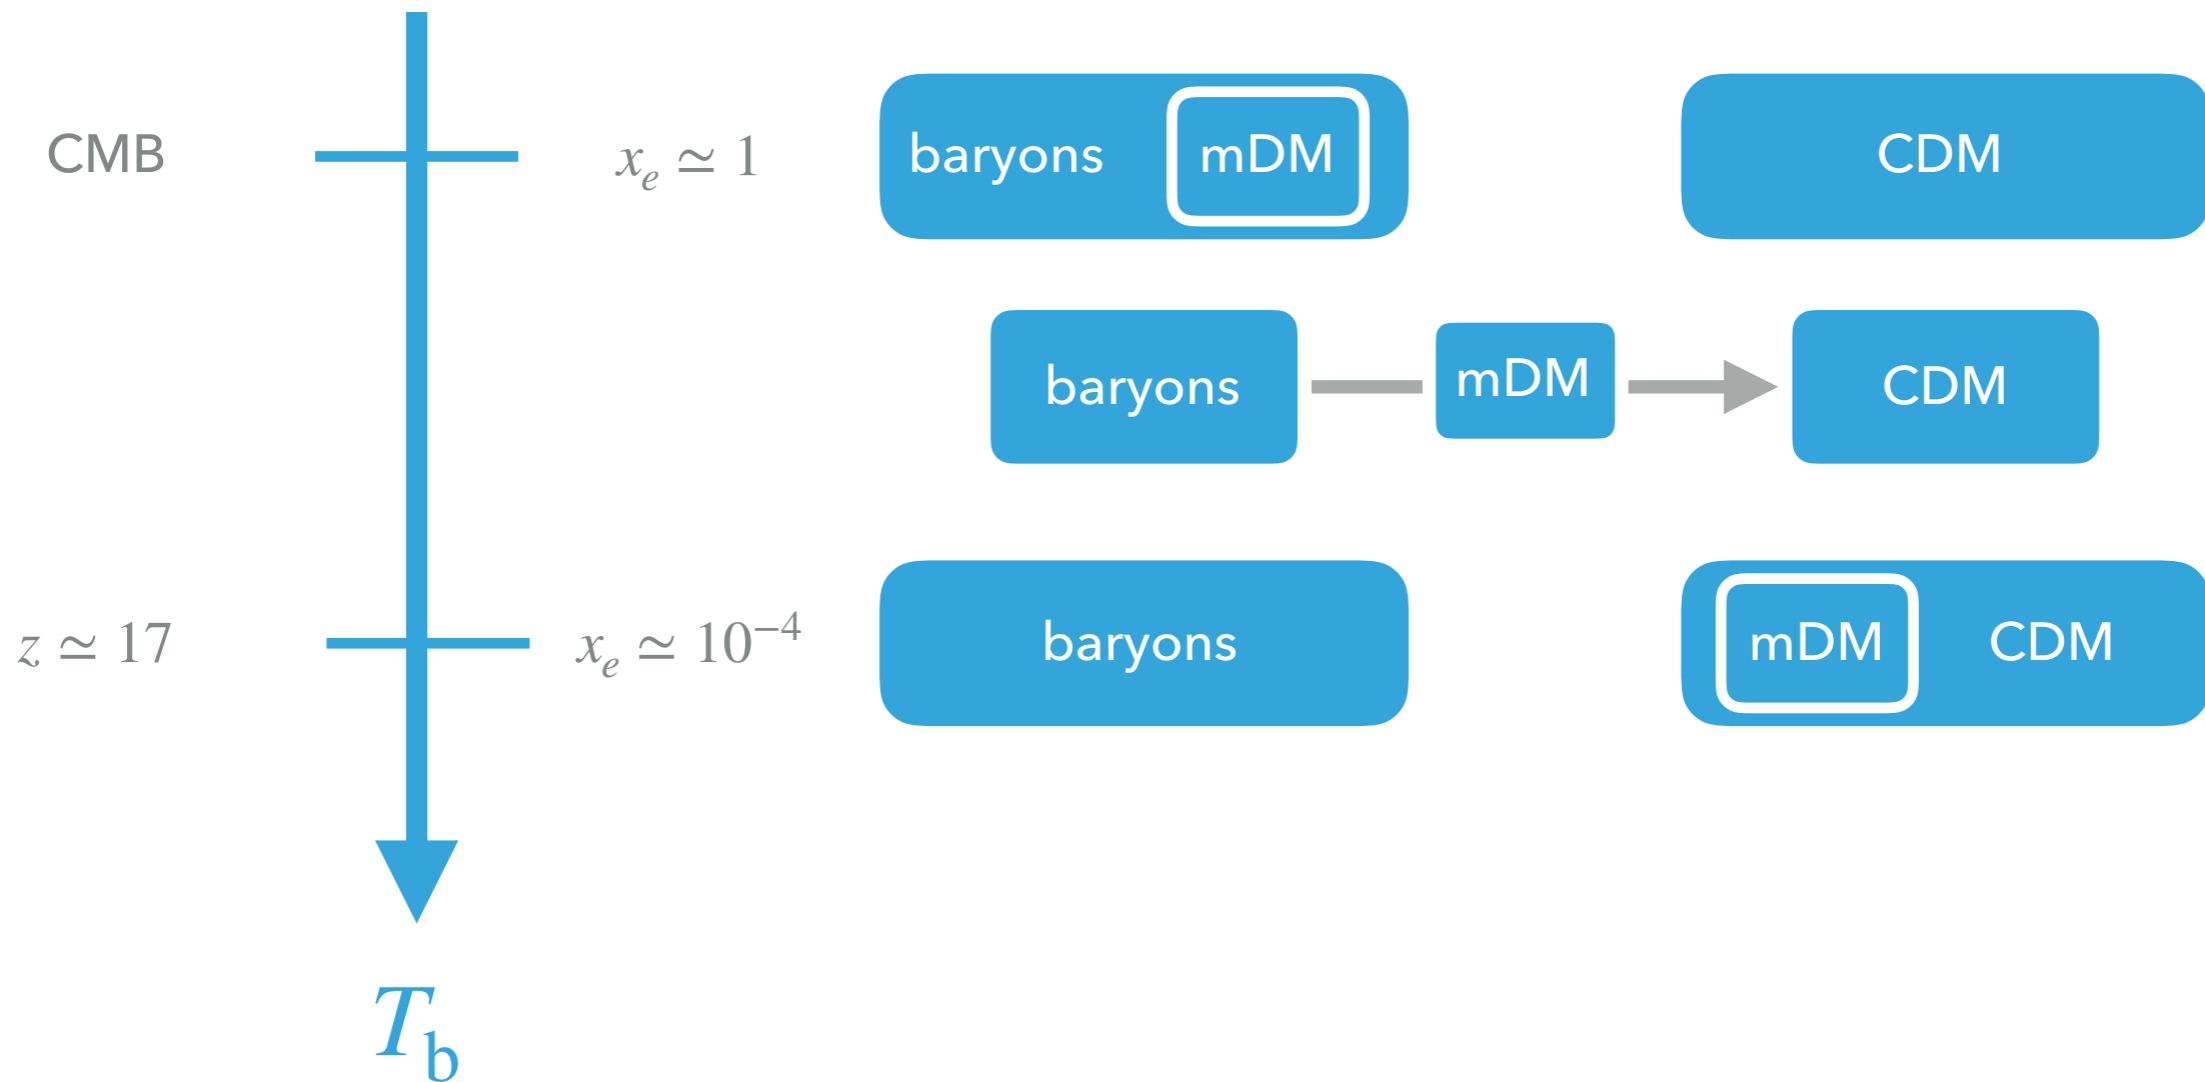 CMB
x_e ≃ 1
baryons mDM
CDM
baryons
mDM
CDM
z ≃ 17
x_e ≃ 10⁻⁴
baryons
mDM CDM
T_b